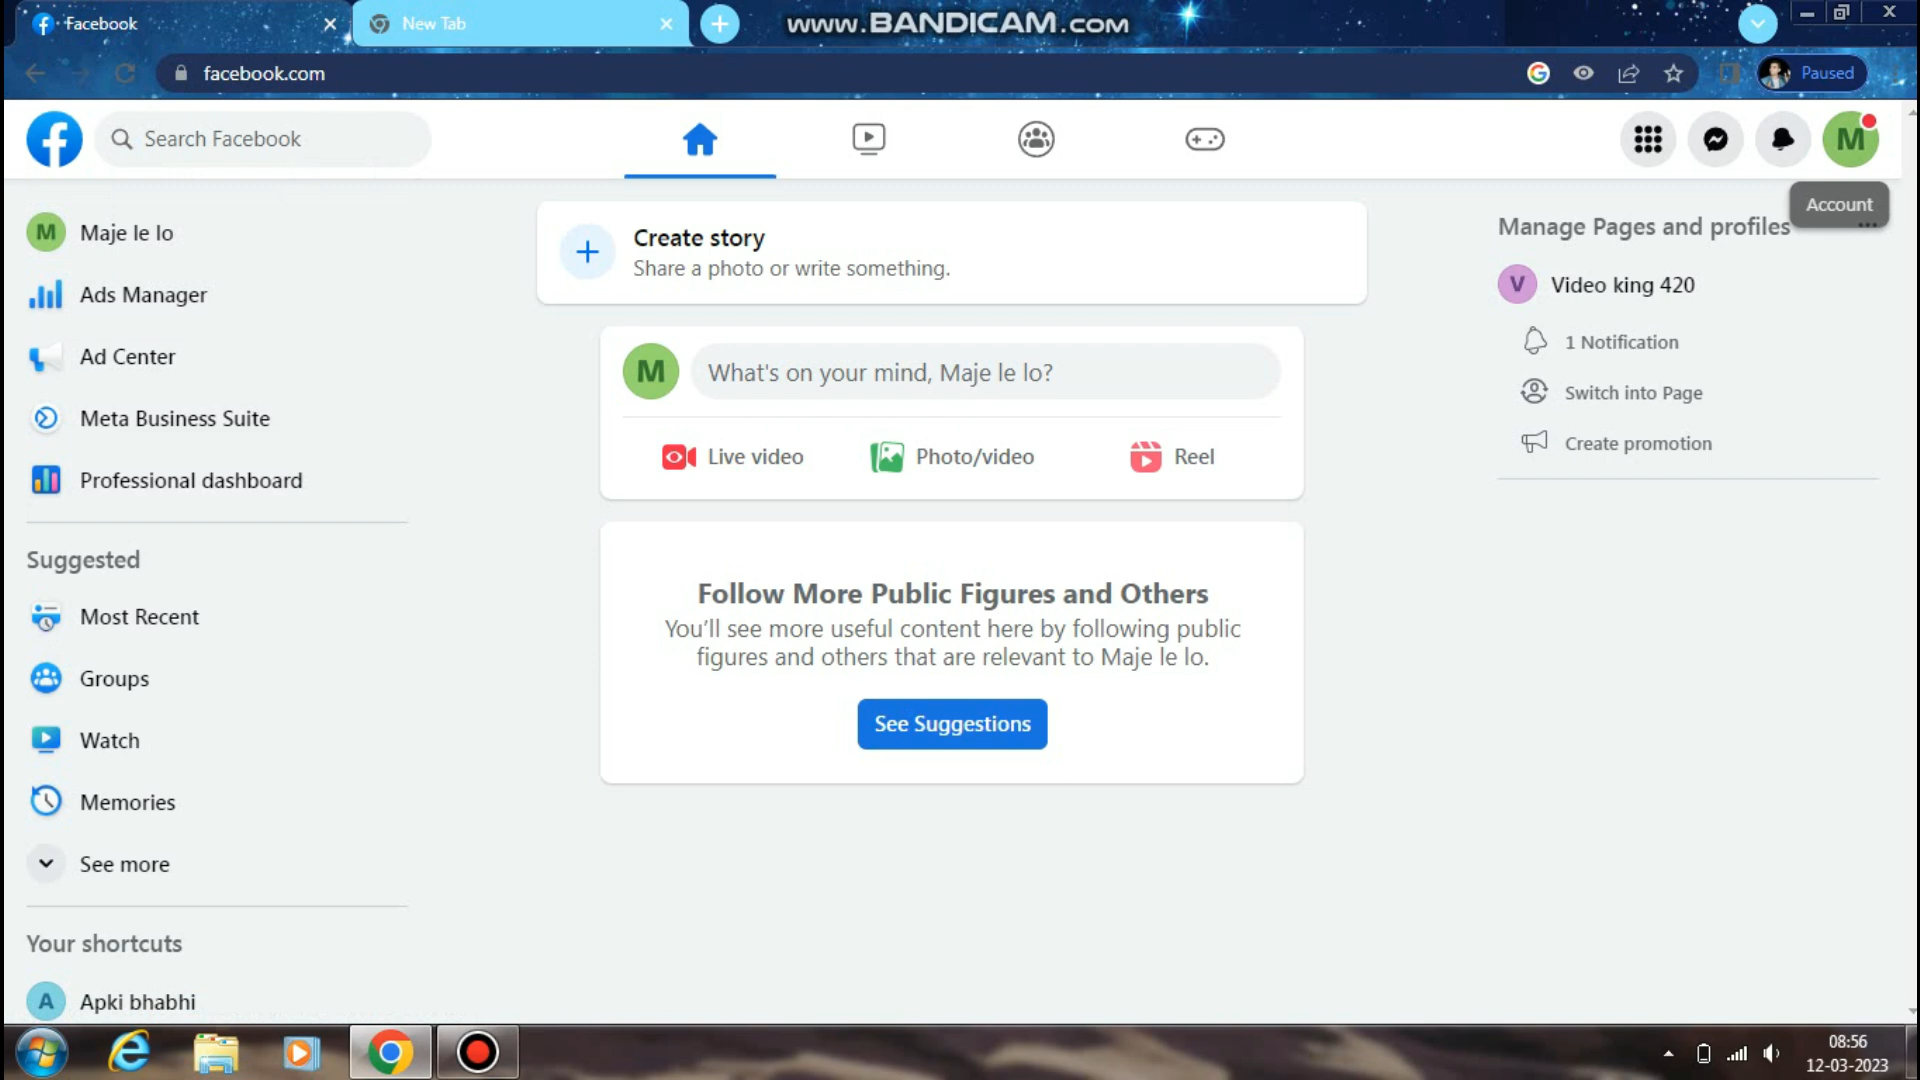 Facebook
New Tab
www.BANDICAM.com
facebook.com
Paused
Search Facebook
M
Account
M Maje le lo
Ads Manager
Ad Center
Meta Business Suite
Professional dashboard
Suggested
Most Recent
Groups
Watch
Memories
See more
Your shortcuts
A Apki bhabhi
Create story
Share a photo or write something.
M What's on your mind, Maje le lo?
Live video
Photo/video
Reel
Follow More Public Figures and Others
You'll see more useful content here by following public
figures and others that are relevant to Maje le lo.
See Suggestions
Manage Pages and profiles
V Video king 420
1 Notification
Switch into Page
Create promotion
08:56
12-03-2023